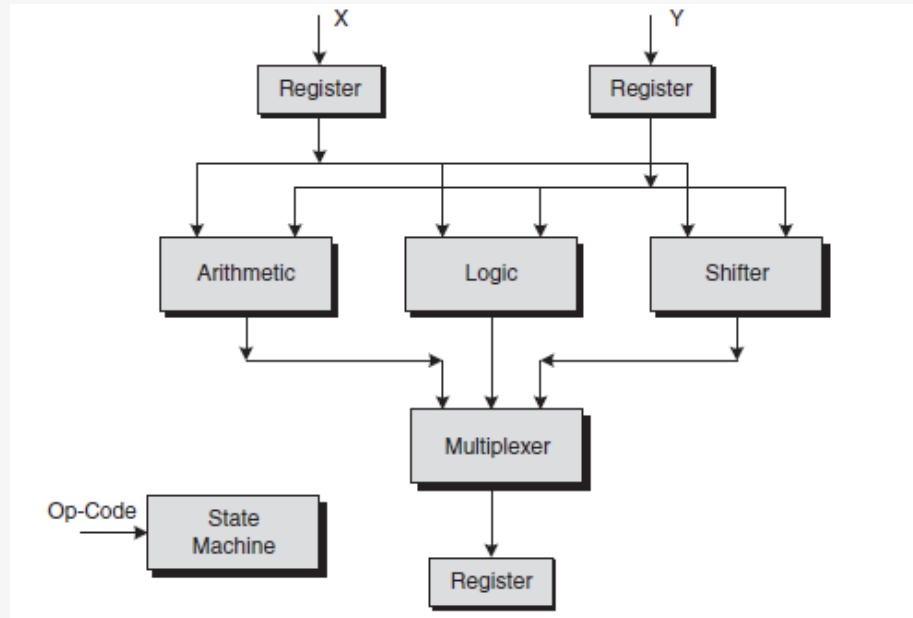 X
Y
Register
Register
Arithmetic
Logic
Shifter
Multiplexer
Op-Code
State
Machine
Register